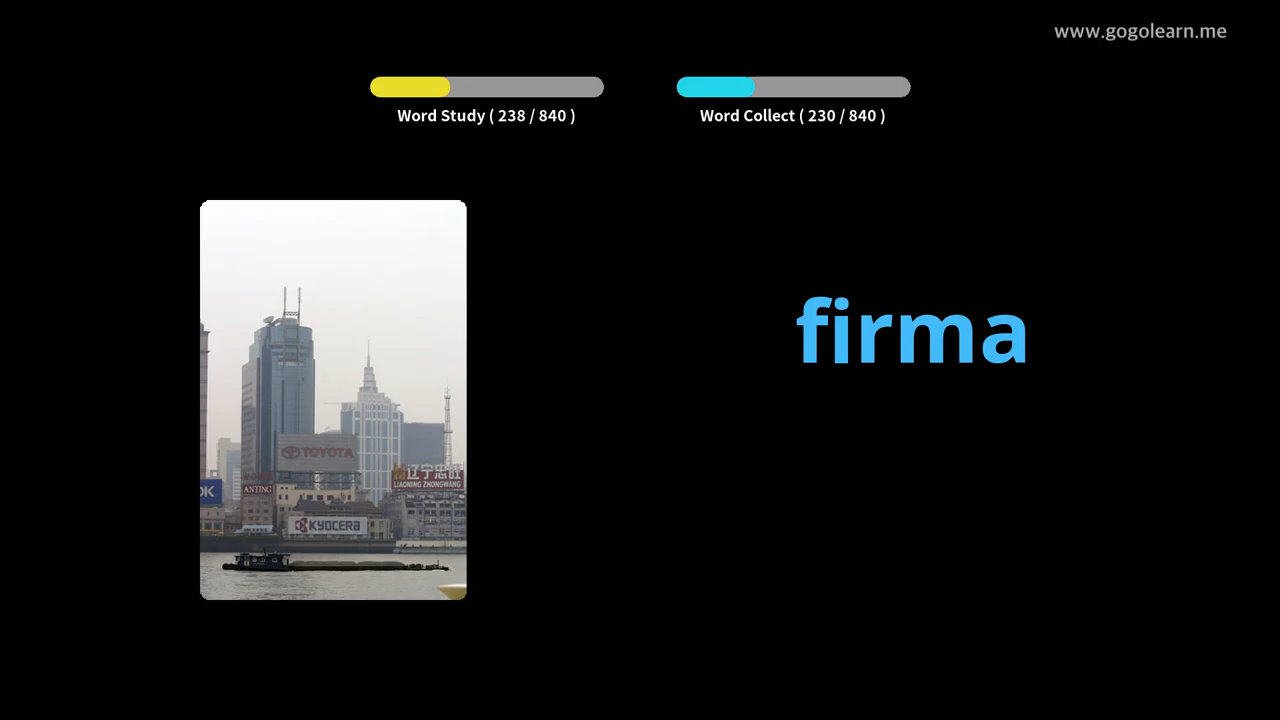 www.gogolearn.me
Word Study ( 238 / 840 )
Word Collect ( 230 / 840 )
firma
TOYOTA
辽宁忠旺
LIAONING ZHONGWANG
OK
ANTING
KYOCERA